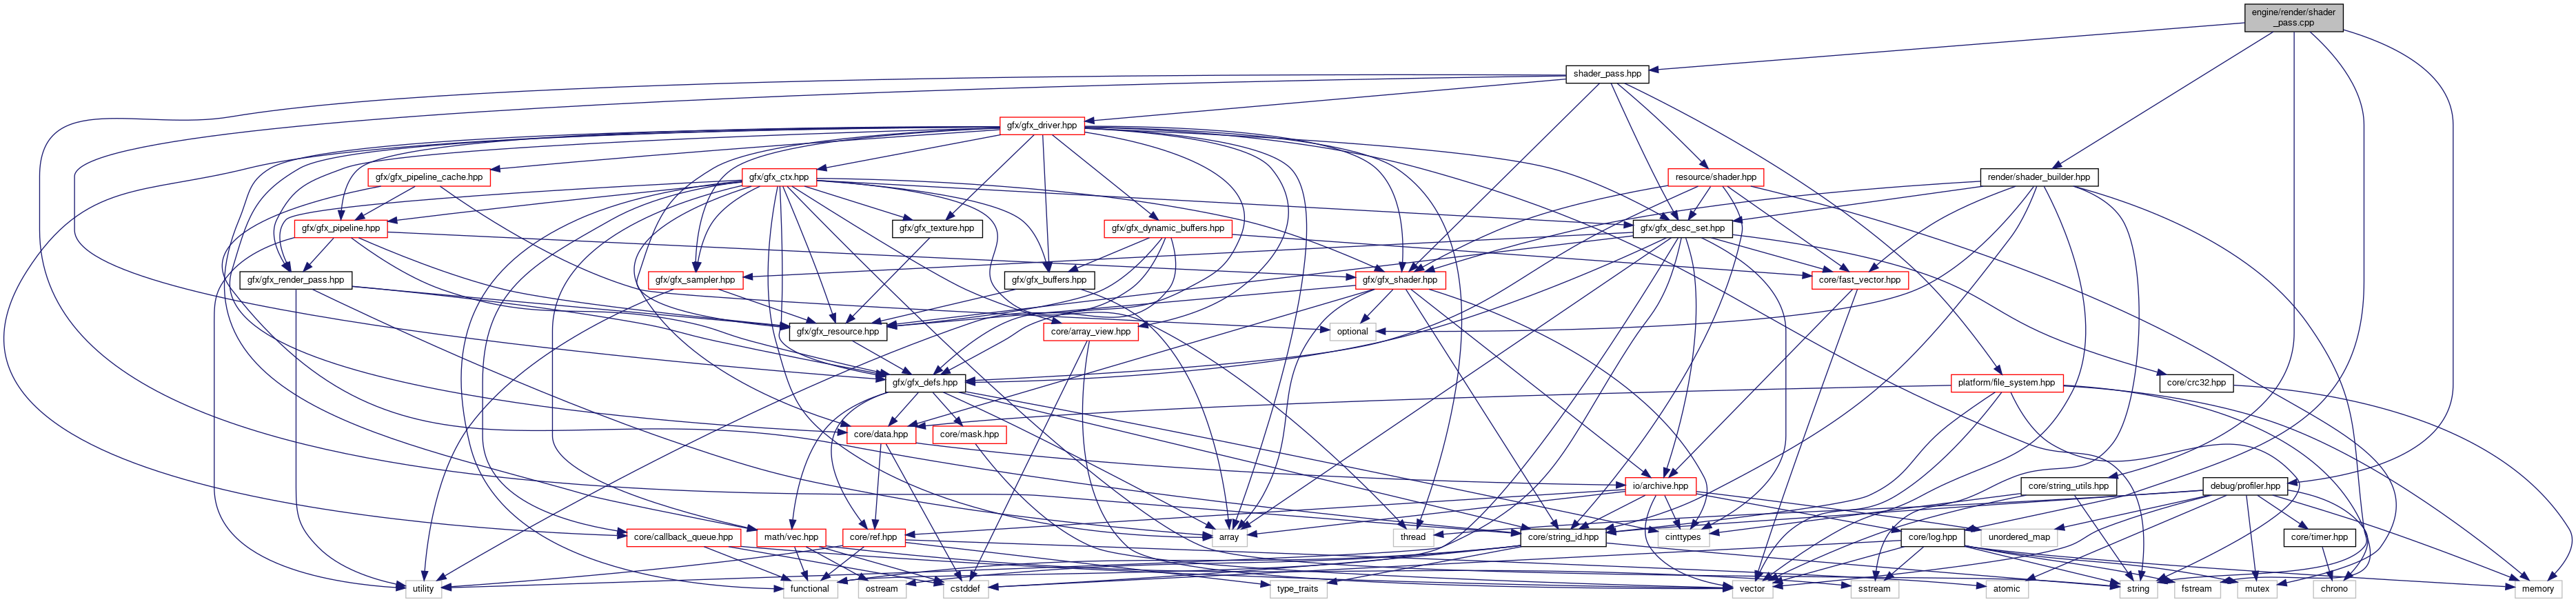 engine/render/shader
_pass.cpp
shader_pass.hpp
gfx/gfx_driver.hpp
gfx/gfx_pipeline_cache.hpp
gfx/gfx_ctx.hpp
resource/shader.hpp
render/shader_builder.hpp
gfx/gfx_pipeline.hpp
gfx/gfx_texture.hpp
gfx/gfx_dynamic_buffers.hpp
gfx/gfx_desc_set.hpp
gfx/gfx_render_pass.hpp
gfx/gfx_sampler.hpp
gfx/gfx_buffers.hpp
gfx/gfx_shader.hpp
core/fast_vector.hpp
gfx/gfx_resource.hpp
core/array_view.hpp
optional
gfx/gfx_defs.hpp
platform/file_system.hpp
core/crc32.hpp
core/data.hpp
core/mask.hpp
io/archive.hpp
core/string_utils.hpp
debug/profiler.hpp
core/callback_queue.hpp
math/vec.hpp
core/ref.hpp
array
thread
core/string_id.hpp
cinttypes
core/log.hpp
unordered_map
core/timer.hpp
utility
functional
ostream
cstddef
type_traits
vector
sstream
atomic
string
fstream
mutex
chrono
memory